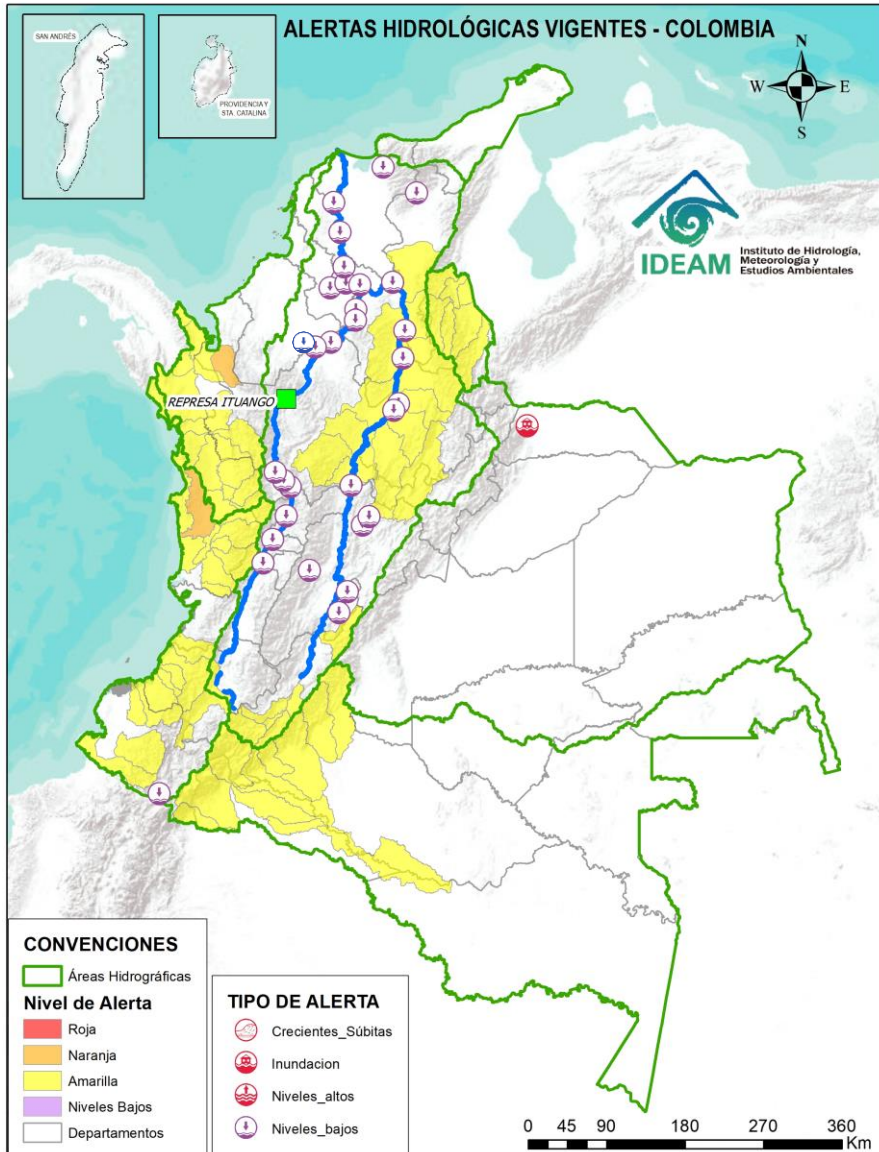 ALERTAS HIDROLÓGICAS VIGENTES - COLOMBIA
SAN ANDRÉS
PROVIDENCIA Y
STA. CATALINA
N
W
E
S
IDEAM
Instituto de Hidrología,
Meteorología y
Estudios Ambientales
REPRESA ITUANGO
CONVENCIONES
Áreas Hidrográficas
Nivel de Alerta
Roja
Naranja
Amarilla
Niveles Bajos
Departamentos
TIPO DE ALERTA
Crecientes_Súbitas
Inundacion
Niveles_altos
Niveles_bajos
0 45 90 180 270 360
Km